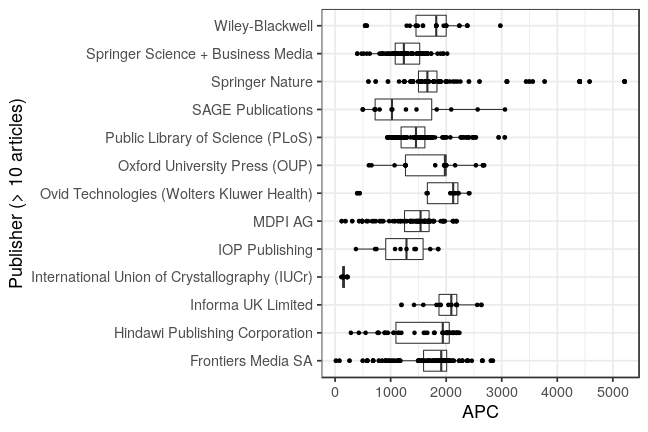 Publisher (> 10 articles)
Wiley-Blackwell
Springer Science + Business Media
Springer Nature
SAGE Publications
Public Library of Science (PLoS)
Oxford University Press (OUP)
Ovid Technologies (Wolters Kluwer Health)
MDPI AG
IOP Publishing
International Union of Crystallography (IUCr)
Informa UK Limited
Hindawi Publishing Corporation
Frontiers Media SA
0 1000 2000 3000 4000 5000
APC